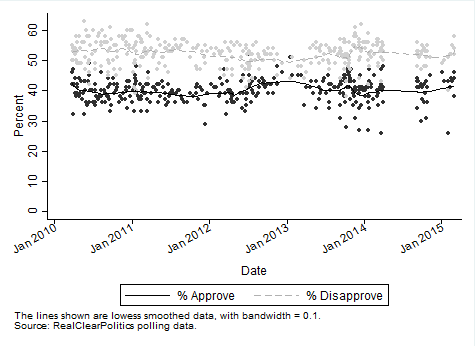 60
50
40
30
20
10
0
Percent
Jan 2010
Jan 2011
Jan 2012
Jan 2013
Jan 2014
Jan 2015
Date
% Approve % Disapprove
The lines shown are lowess smoothed data, with bandwidth = 0.1.
Source: RealClearPolitics polling data.